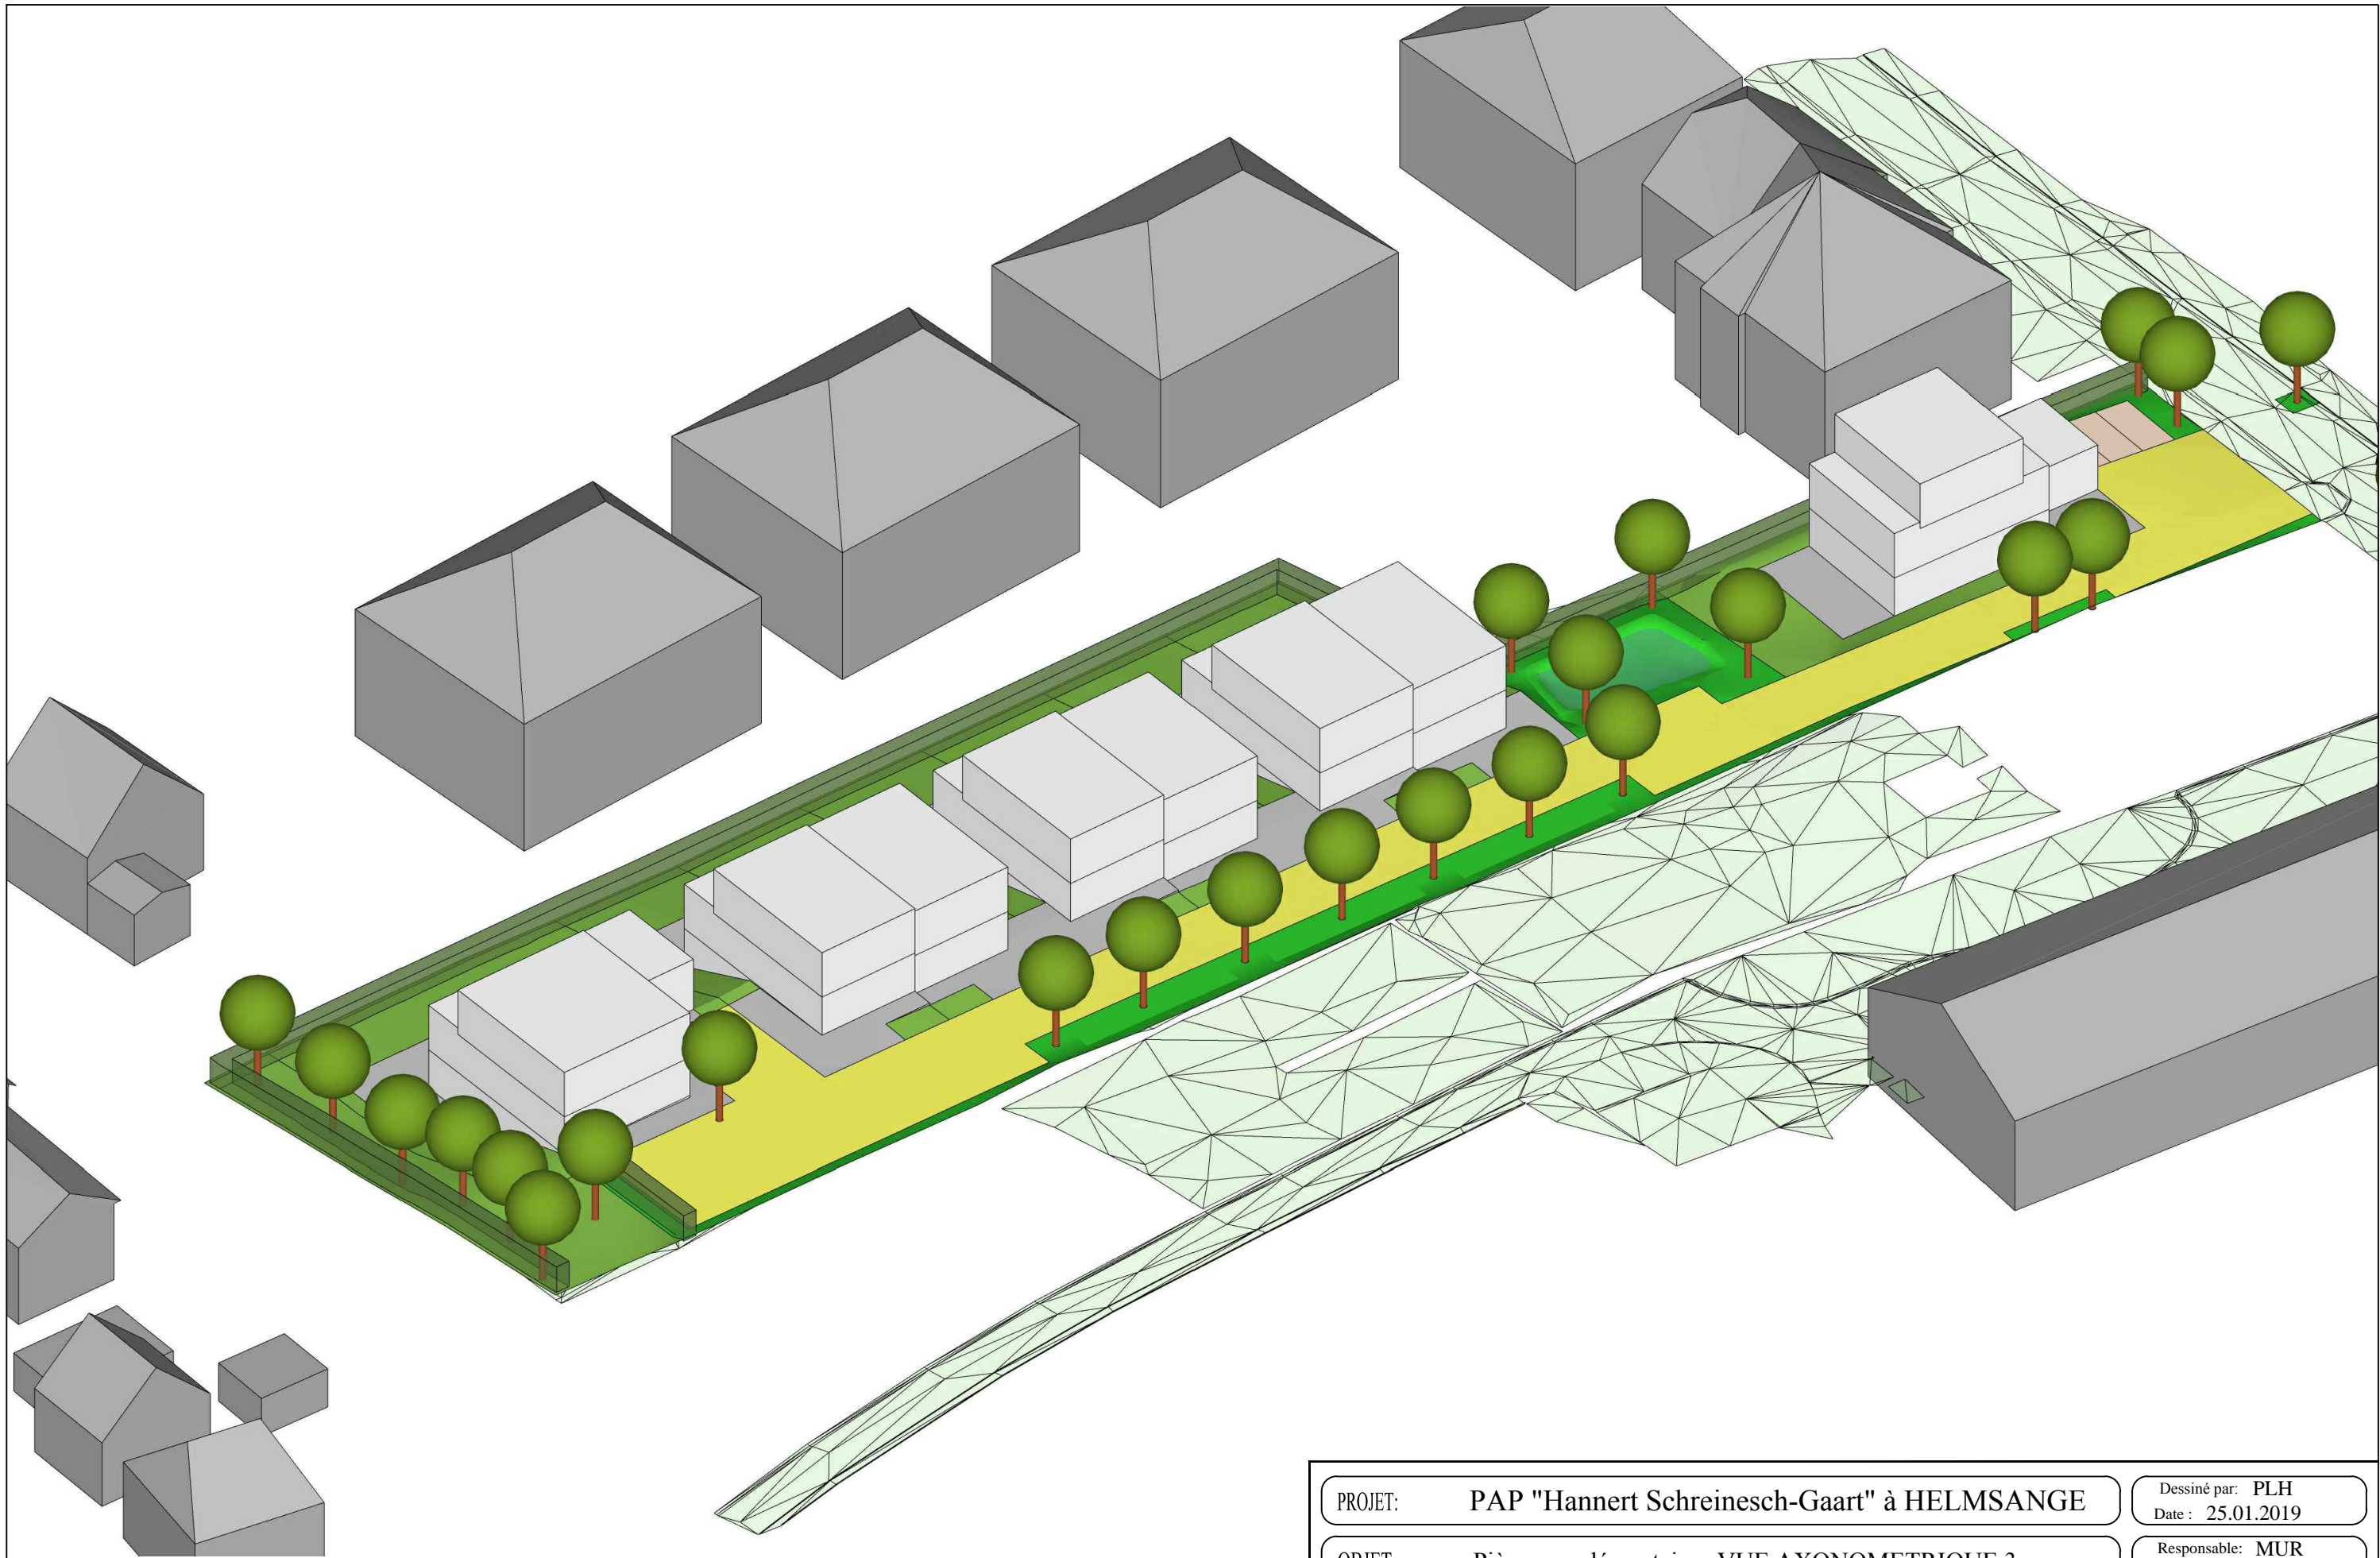 PROJET: PAP "Hannert Schreinesch-Gaart" à HELMSANGE
Dessiné par: PLH
Date : 25.01.2019
Responsable: MUR